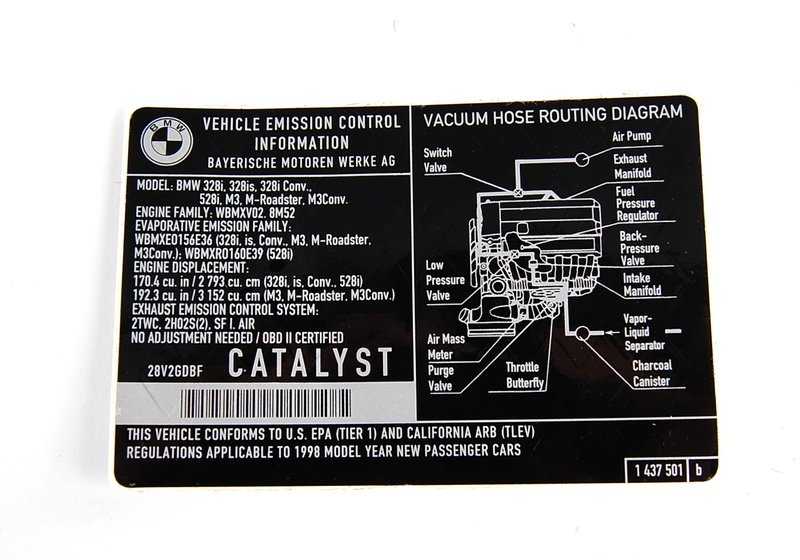 BMW
VEHICLE EMISSION CONTROL
INFORMATION
BAYERISCHE MOTOREN WERKE AG
MODEL: BMW 328i, 328is, 328i Conv.,
528i, M3, M-Roadster, M3Conv.
ENGINE FAMILY: WBMXV02. 8M52
EVAPORATIVE EMISSION FAMILY:
WBMXE0156E36 (328i, is, Conv., M3, M-Roadster,
M3Conv.); WBMXR0160E39 (528i)
ENGINE DISPLACEMENT:
170.4 cu. in / 2 793 cu. cm (328i, is, Conv., 528i)
192.3 cu. in / 3 152 cu. cm (M3, M-Roadster, M3Conv.)
EXHAUST EMISSION CONTROL SYSTEM:
2TWC, 2HO2S(2), SF I. AIR
NO ADJUSTMENT NEEDED / OBD II CERTIFIED
28V2GDBF CATALYST
VACUUM HOSE ROUTING DIAGRAM
Air Pump
Switch
Valve
Exhaust
Manifold
Fuel
Pressure
Regulator
Back-
Pressure
Valve
Low
Pressure
Valve
Intake
Manifold
Air Mass
Meter
Purge
Valve
Throttle
Butterfly
Vapor-
Liquid
Separator
Charcoal
Canister
THIS VEHICLE CONFORMS TO U.S. EPA (TIER 1) AND CALIFORNIA ARB (TLEV)
REGULATIONS APPLICABLE TO 1998 MODEL YEAR NEW PASSENGER CARS
1 437 501 b